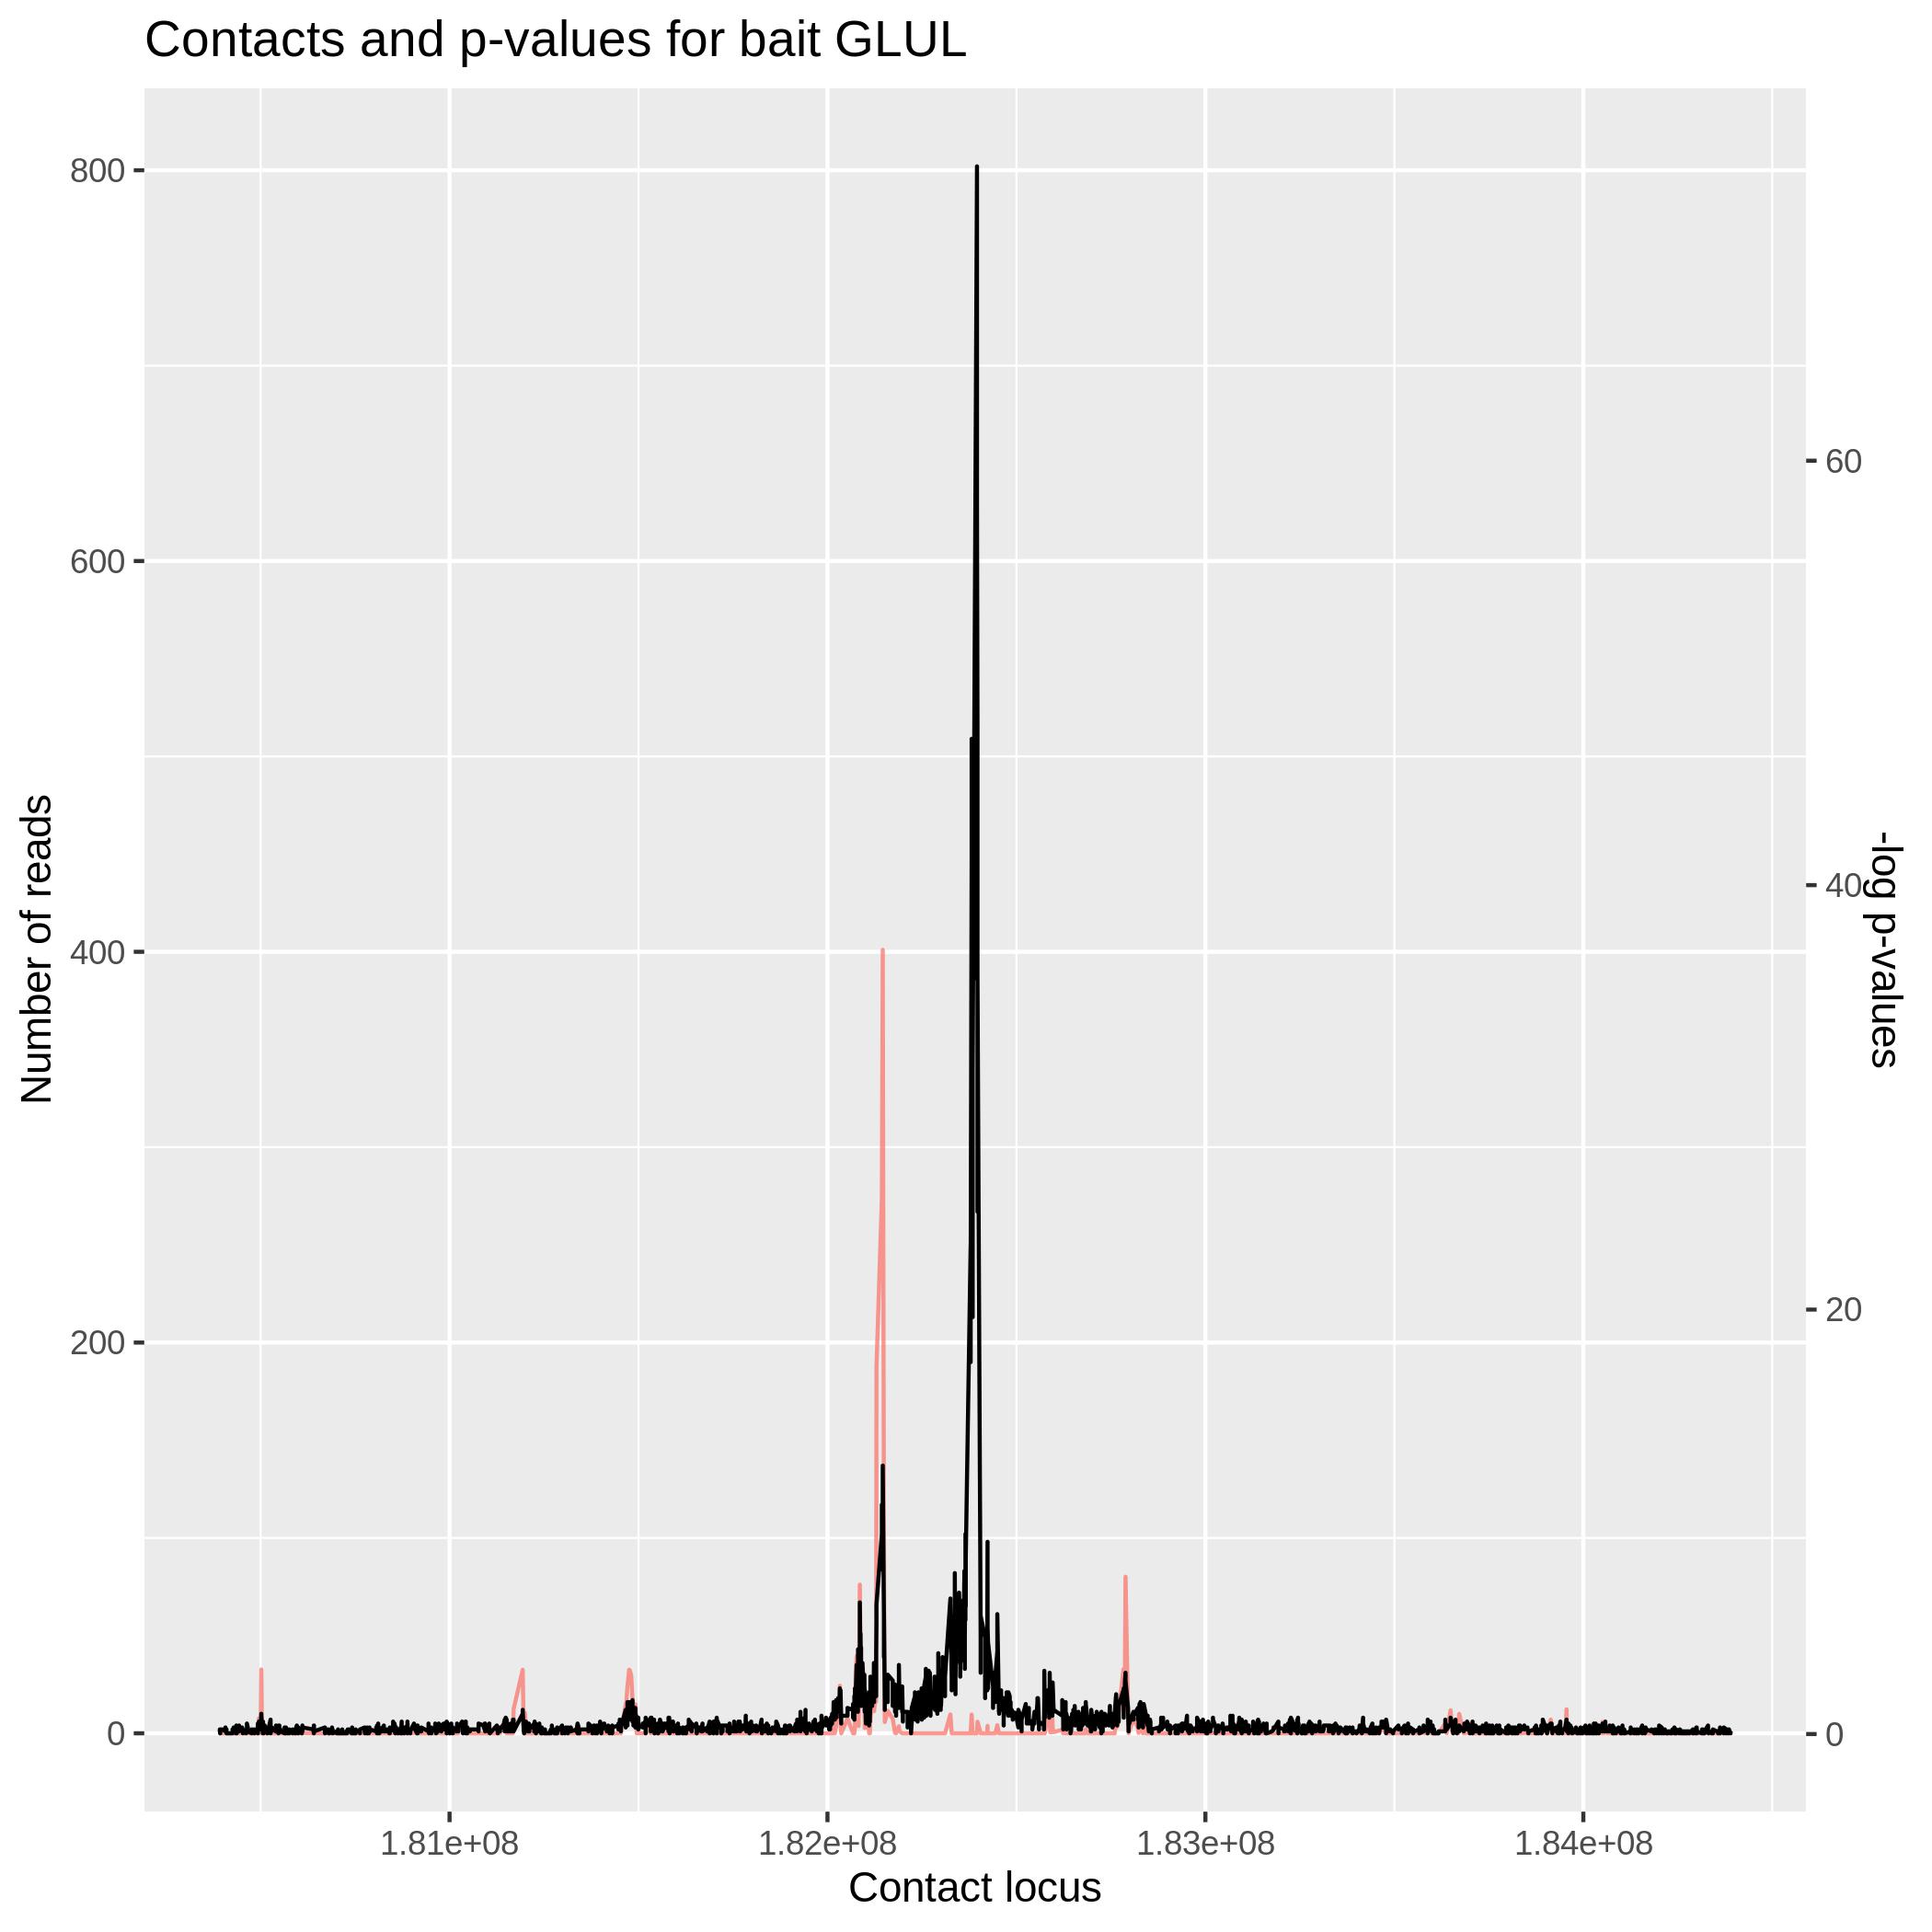 Contacts and p-values for bait GLUL
800
600
400
200
0
Number of reads
60
40
20
0
-log p-values
1.81e+08
1.82e+08
1.83e+08
1.84e+08
Contact locus